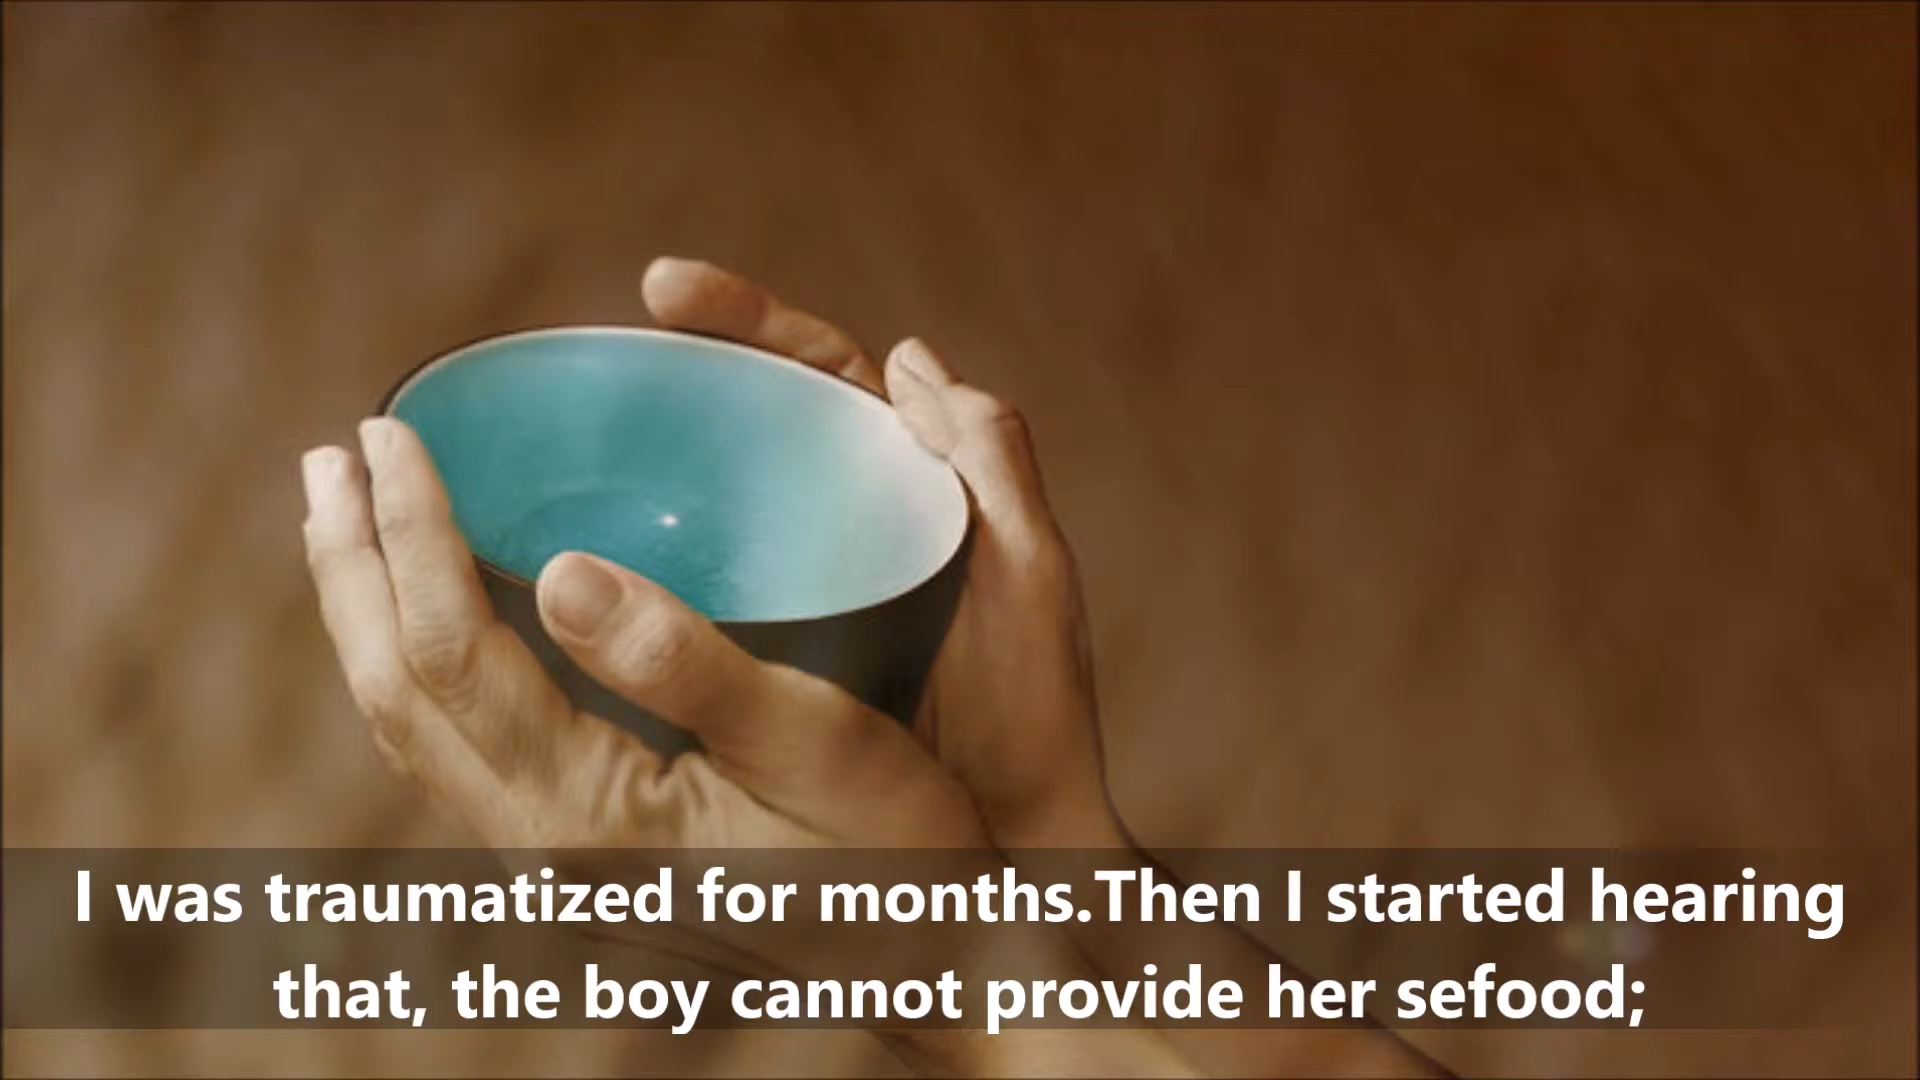 I was traumatized for months.Then I started hearing
that, the boy cannot provide her sefood;